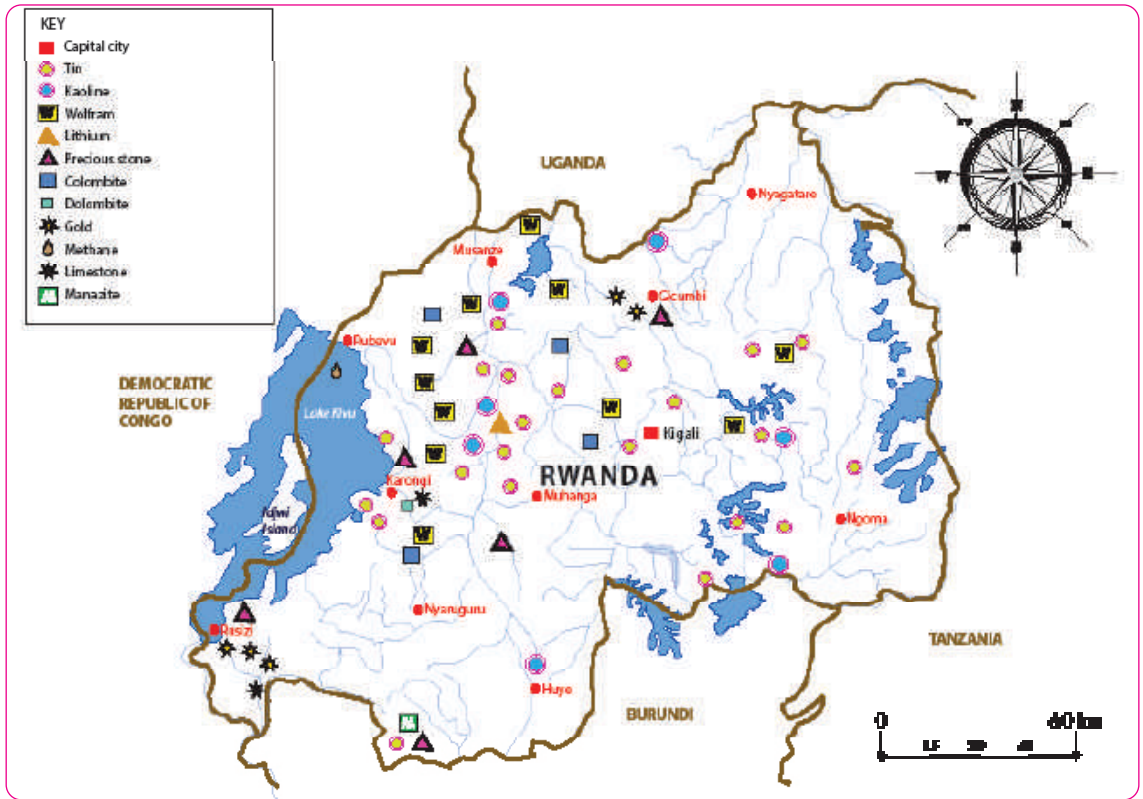 KEY
Capital city
Tin
Kaoline
Wolfram
Lithium
Precious stone
Colombite
Dolombite
Gold
Methane
Limestone
Manazite
UGANDA
Nyagatare
Musanze
Gicumbi
Rubavu
DEMOCRATIC
REPUBLIC OF
CONGO
Lake Kivu
Kigali
RWANDA
Karongi
Muhanga
Idjwi
Island
Ngoma
Nyaruguru
Rusizi
TANZANIA
Huye
BURUNDI
W
M
0